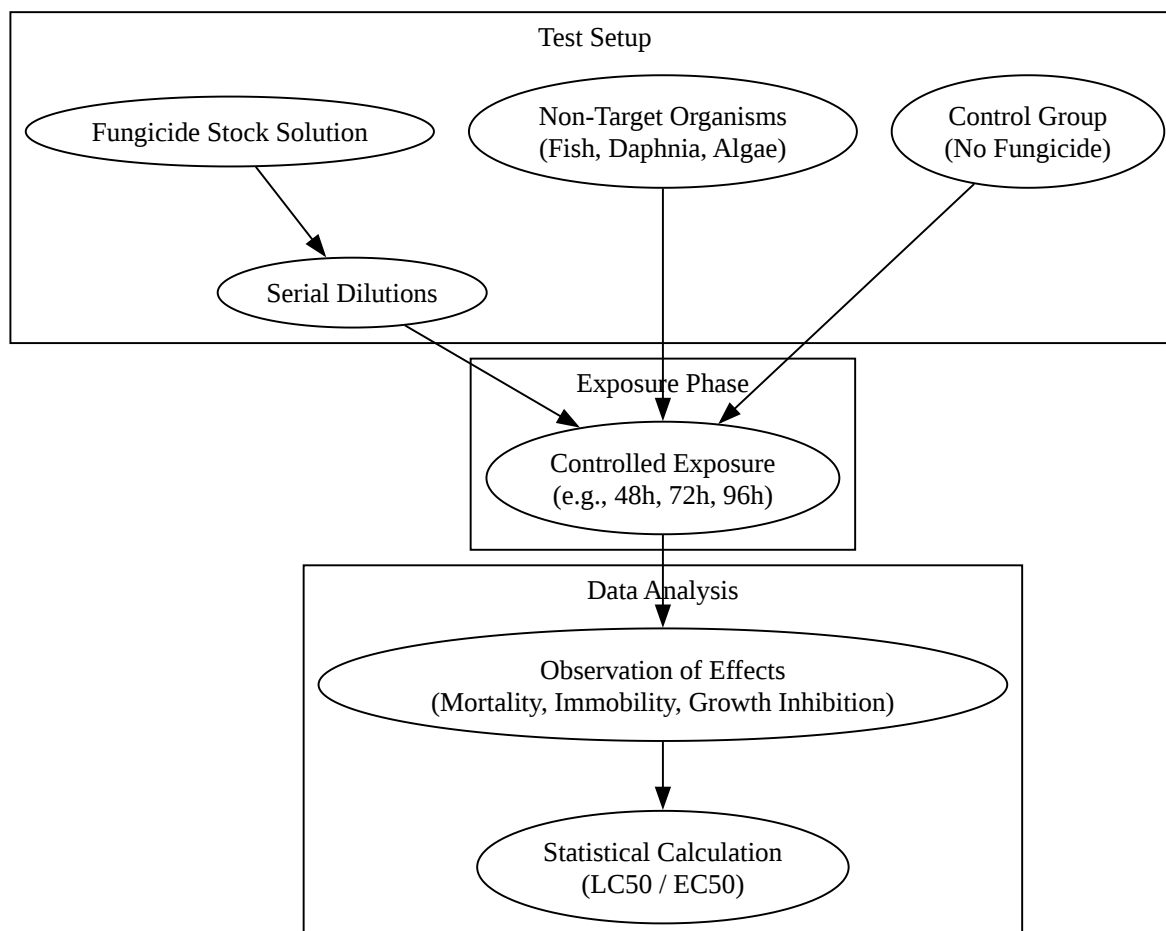 Test Setup
Fungicide Stock Solution
Non-Target Organisms
(Fish, Daphnia, Algae)
Control Group
(No Fungicide)
Serial Dilutions
Exposure Phase
Controlled Exposure
(e.g., 48h, 72h, 96h)
Data Analysis
Observation of Effects
(Mortality, Immobility, Growth Inhibition)
Statistical Calculation
(LC50 / EC50)